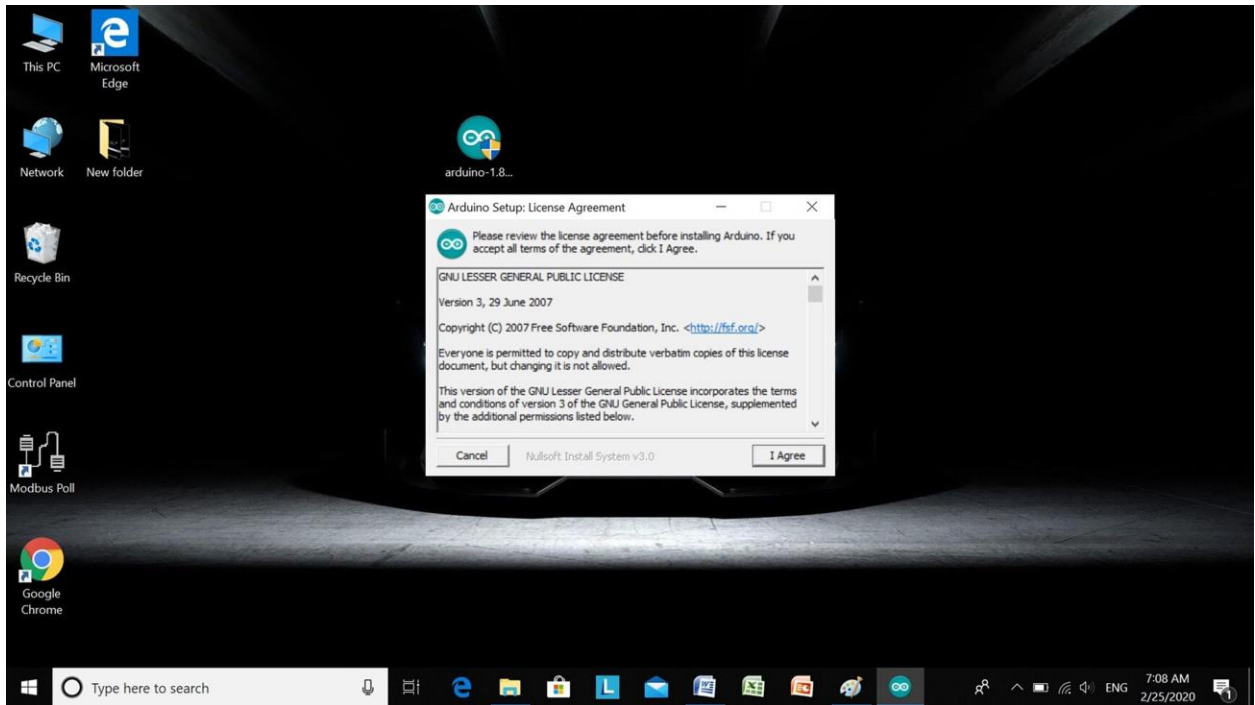 This PC
Microsoft
Edge
Network
New folder
arduino-1.8...
Recycle Bin
Control Panel
Modbus Poll
Google
Chrome
Arduino Setup: License Agreement
Please review the license agreement before installing Arduino. If you
accept all terms of the agreement, click I Agree.
GNU LESSER GENERAL PUBLIC LICENSE
Version 3, 29 June 2007
Copyright (C) 2007 Free Software Foundation, Inc. <http://fsf.org/>
Everyone is permitted to copy and distribute verbatim copies of this license
document, but changing it is not allowed.
This version of the GNU Lesser General Public License incorporates the terms
and conditions of version 3 of the GNU General Public License, supplemented
by the additional permissions listed below.
Cancel
Nullsoft Install System v3.0
I Agree
Type here to search
L
ENG
7:08 AM
2/25/2020
1